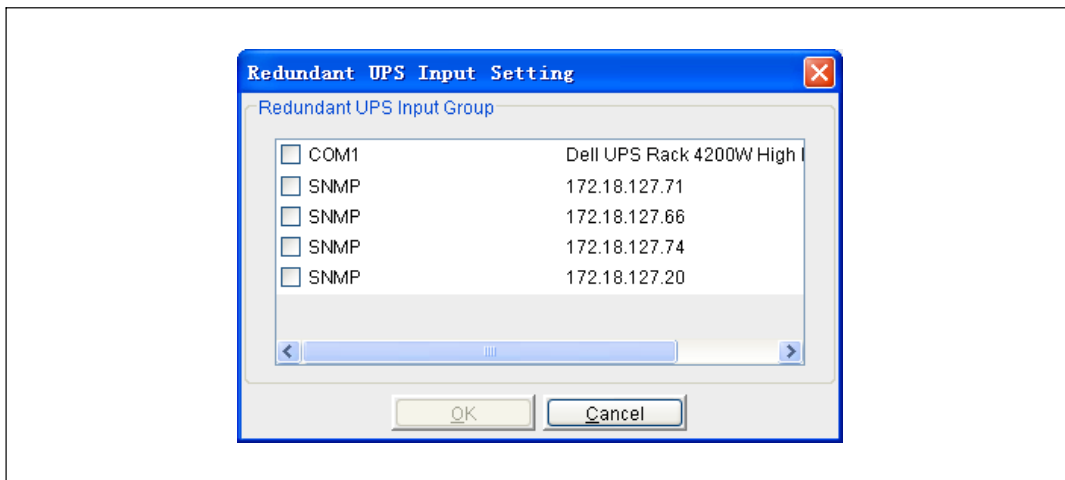 Redundant UPS Input Setting
Redundant UPS Input Group
COM1 Dell UPS Rack 4200W High
SNMP 172.18.127.71
SNMP 172.18.127.66
SNMP 172.18.127.74
SNMP 172.18.127.20
OK Cancel